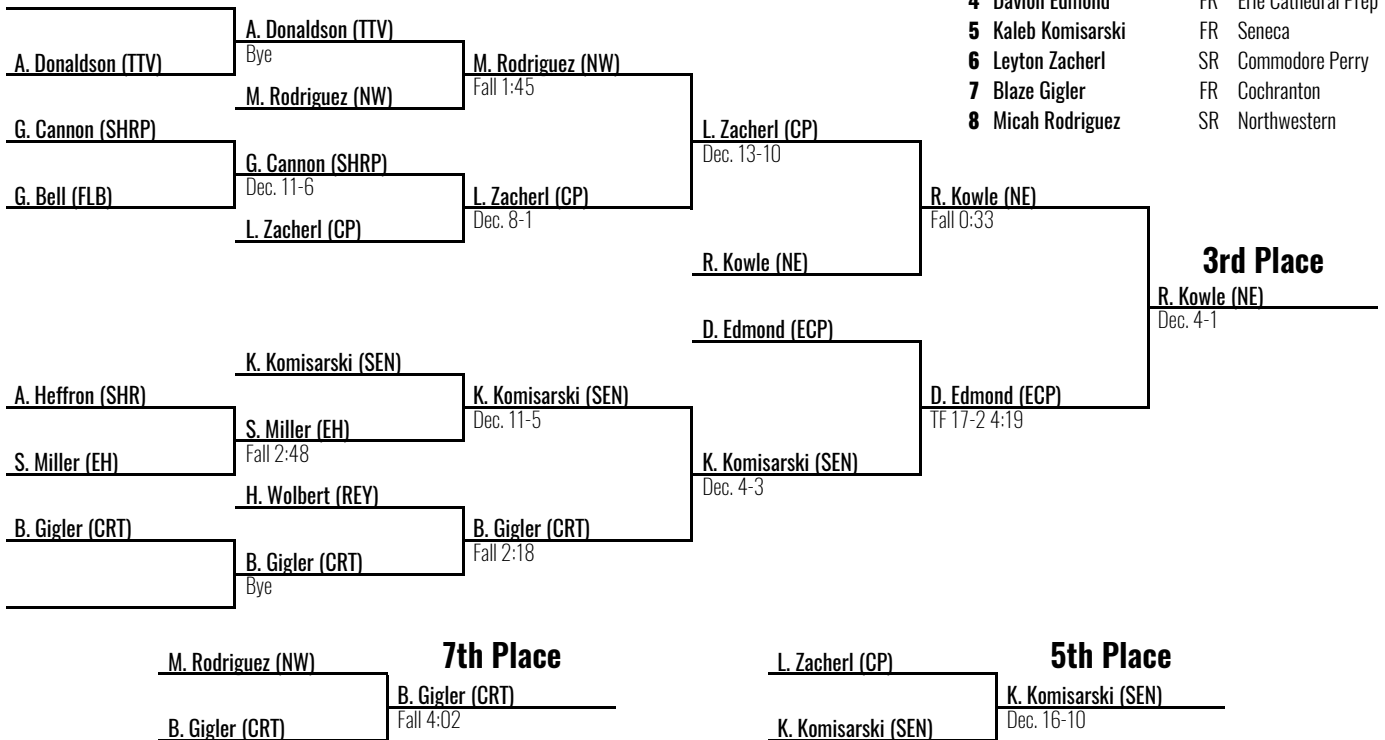 4 Davion Edmond FR Erie Cathedral Prep
5 Kaleb Komisarski FR Seneca
6 Leyton Zacherl SR Commodore Perry
7 Blaze Gigler FR Cochranton
8 Micah Rodriguez SR Northwestern
A. Donaldson (TTV)
A. Donaldson (TTV)
Bye
M. Rodriguez (NW)
M. Rodriguez (NW)
Fall 1:45
G. Cannon (SHRP)
G. Bell (FLB)
G. Cannon (SHRP)
Dec. 11-6
L. Zacherl (CP)
L. Zacherl (CP)
Dec. 8-1
L. Zacherl (CP)
Dec. 13-10
R. Kowle (NE)
R. Kowle (NE)
Fall 0:33
3rd Place
R. Kowle (NE)
Dec. 4-1
D. Edmond (ECP)
D. Edmond (ECP)
TF 17-2 4:19
K. Komisarski (SEN)
A. Heffron (SHR)
S. Miller (EH)
S. Miller (EH)
Fall 2:48
K. Komisarski (SEN)
Dec. 11-5
K. Komisarski (SEN)
Dec. 4-3
H. Wolbert (REY)
B. Gigler (CRT)
B. Gigler (CRT)
Bye
B. Gigler (CRT)
Fall 2:18
7th Place
M. Rodriguez (NW)
B. Gigler (CRT)
B. Gigler (CRT)
Fall 4:02
5th Place
L. Zacherl (CP)
K. Komisarski (SEN)
K. Komisarski (SEN)
Dec. 16-10